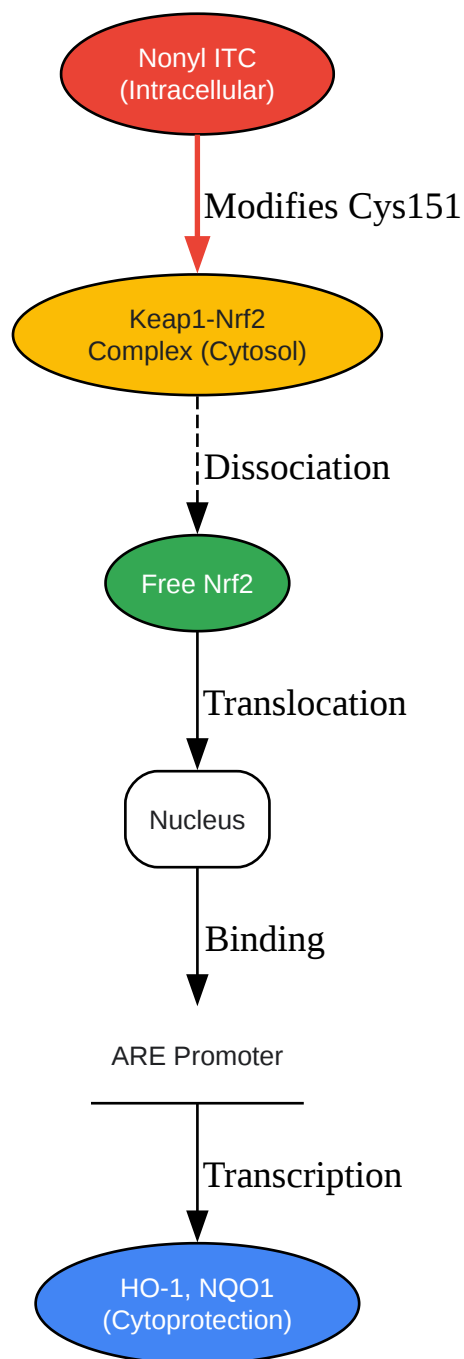 Nonyl ITC
(Intracellular)
Modifies Cys151
Keap1-Nrf2
Complex (Cytosol)
Dissociation
Free Nrf2
Translocation
Nucleus
Binding
ARE Promoter
Transcription
HO-1, NQO1
(Cytoprotection)